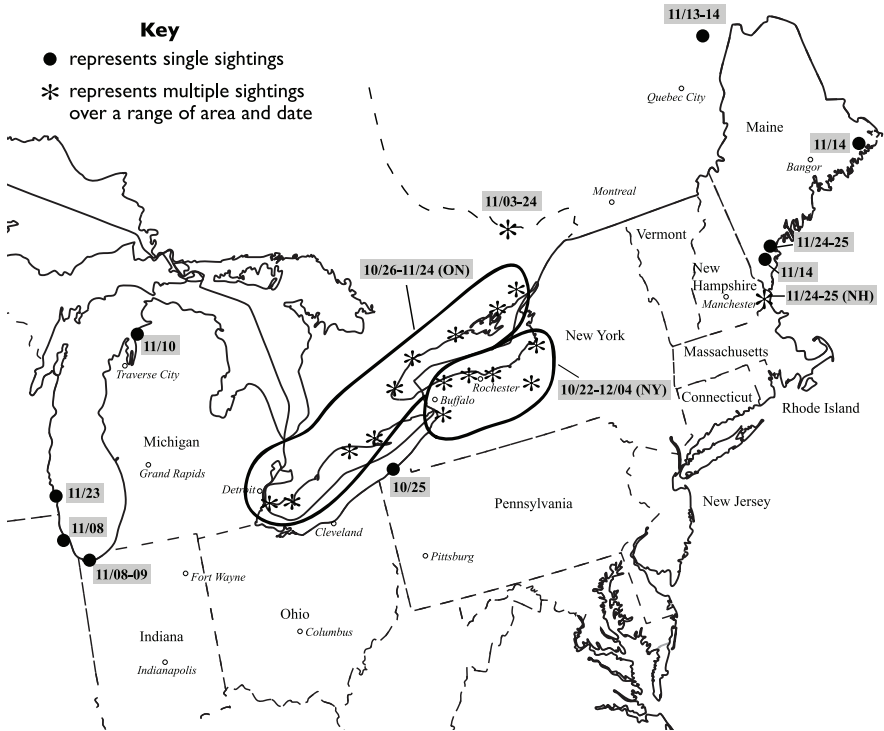 Key
represents single sightings
represents multiple sightings
over a range of area and date
11/13-14
Quebec City
Maine
11/14
Bangor
Montreal
11/03-24
Vermont
11/24-25
11/14
New
Hampshire
Manchester
11/24-25 (NH)
10/26-11/24 (ON)
11/10
Traverse City
New York
Massachusetts
Rochester
Buffalo
10/22-12/04 (NY)
Connecticut
Rhode Island
Michigan
Grand Rapids
Detroit
11/23
10/25
Pennsylvania
New Jersey
11/08
Cleveland
Pittsburg
11/08-09
Fort Wayne
Ohio
Columbus
Indiana
Indianapolis